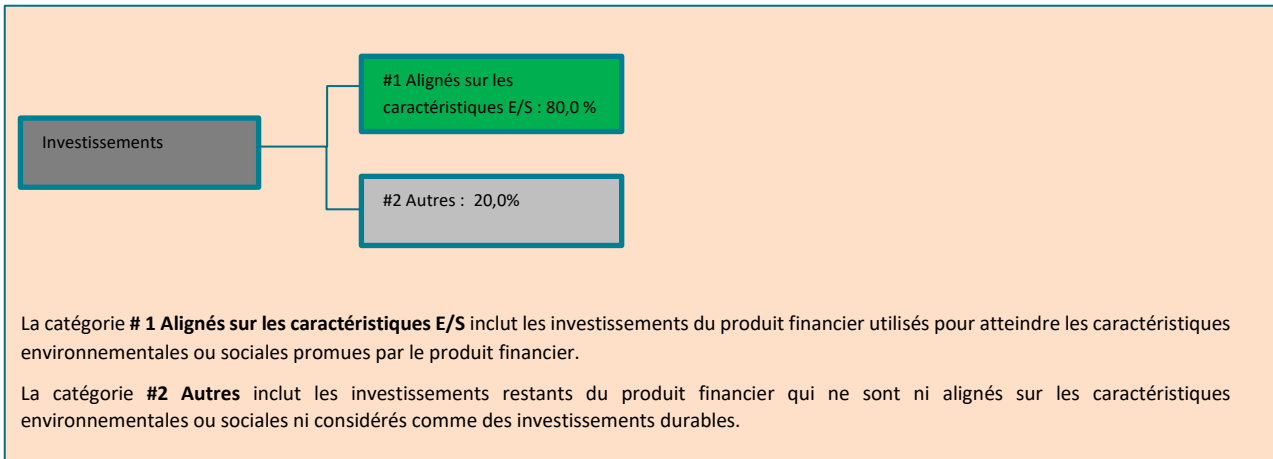 #1 Alignés sur les
caractéristiques E/S : 80,0 %
Investissements
#2 Autres : 20,0%
La catégorie # 1 Alignés sur les caractéristiques E/S inclut les investissements du produit financier utilisés pour atteindre les caractéristiques
environnementales ou sociales promues par le produit financier.
La catégorie #2 Autres inclut les investissements restants du produit financier qui ne sont ni alignés sur les caractéristiques
environnementales ou sociales ni considérés comme des investissements durables.